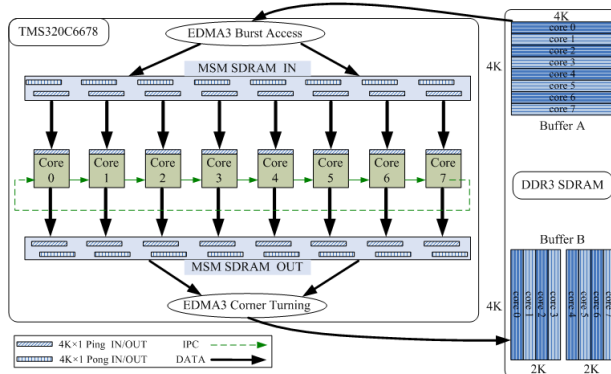 TMS320C6678
EDMA3 Burst Access
MSM SDRAM IN
Core 0
Core 1
Core 2
Core 3
Core 4
Core 5
Core 6
Core 7
MSM SDRAM OUT
EDMA3 Corner Turning
4K×1 Ping IN/OUT
4K×1 Pong IN/OUT
IPC
DATA
4K
4K
core 0
core 1
core 2
core 3
core 4
core 5
core 6
core 7
Buffer A
DDR3 SDRAM
Buffer B
4K
core 0
core 1
core 2
core 3
core 4
core 5
core 6
core 7
2K
2K